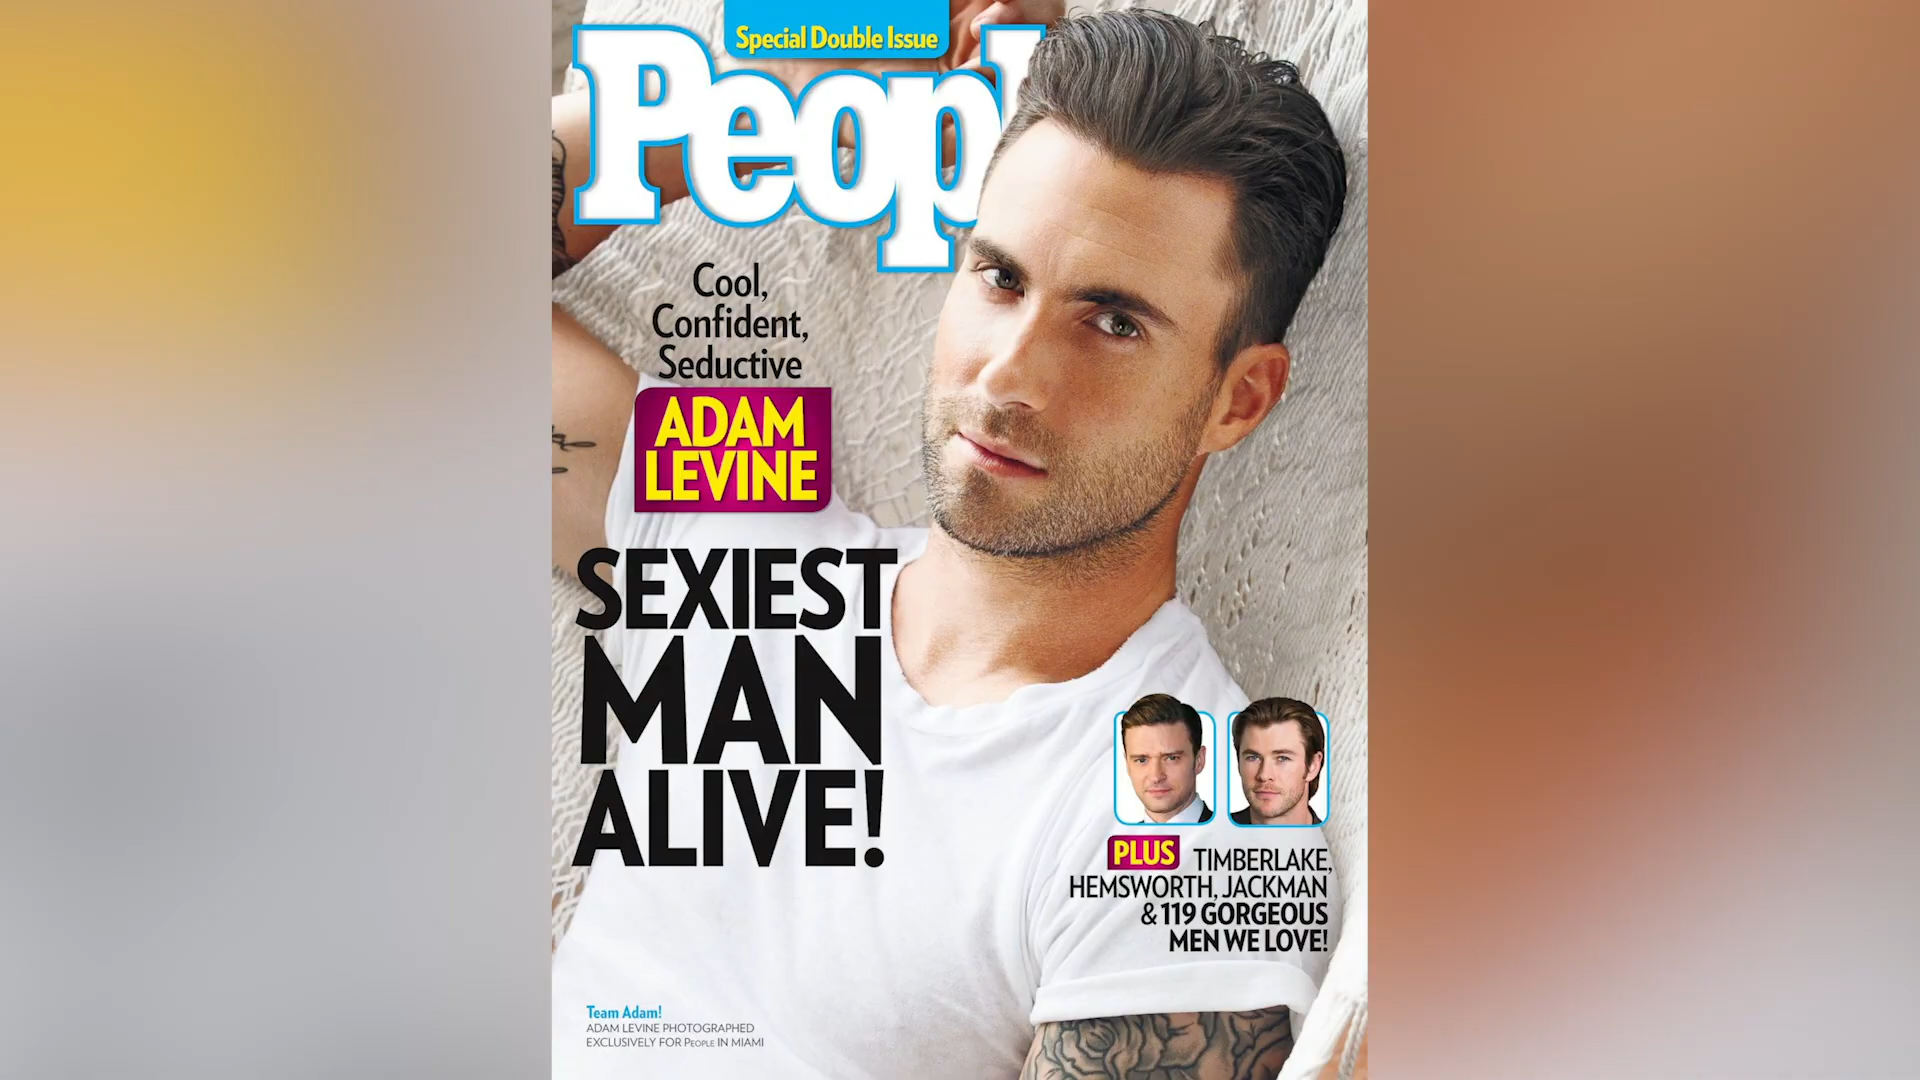 Special Double Issue
People
Cool,
Confident,
Seductive
ADAM
LEVINE
SEXIEST
MAN
ALIVE!
PLUS TIMBERLAKE,
HEMSWORTH, JACKMAN
& 119 GORGEOUS
MEN WE LOVE!
Team Adam!
ADAM LEVINE PHOTOGRAPHED
EXCLUSIVELY FOR PEOPLE IN MIAMI